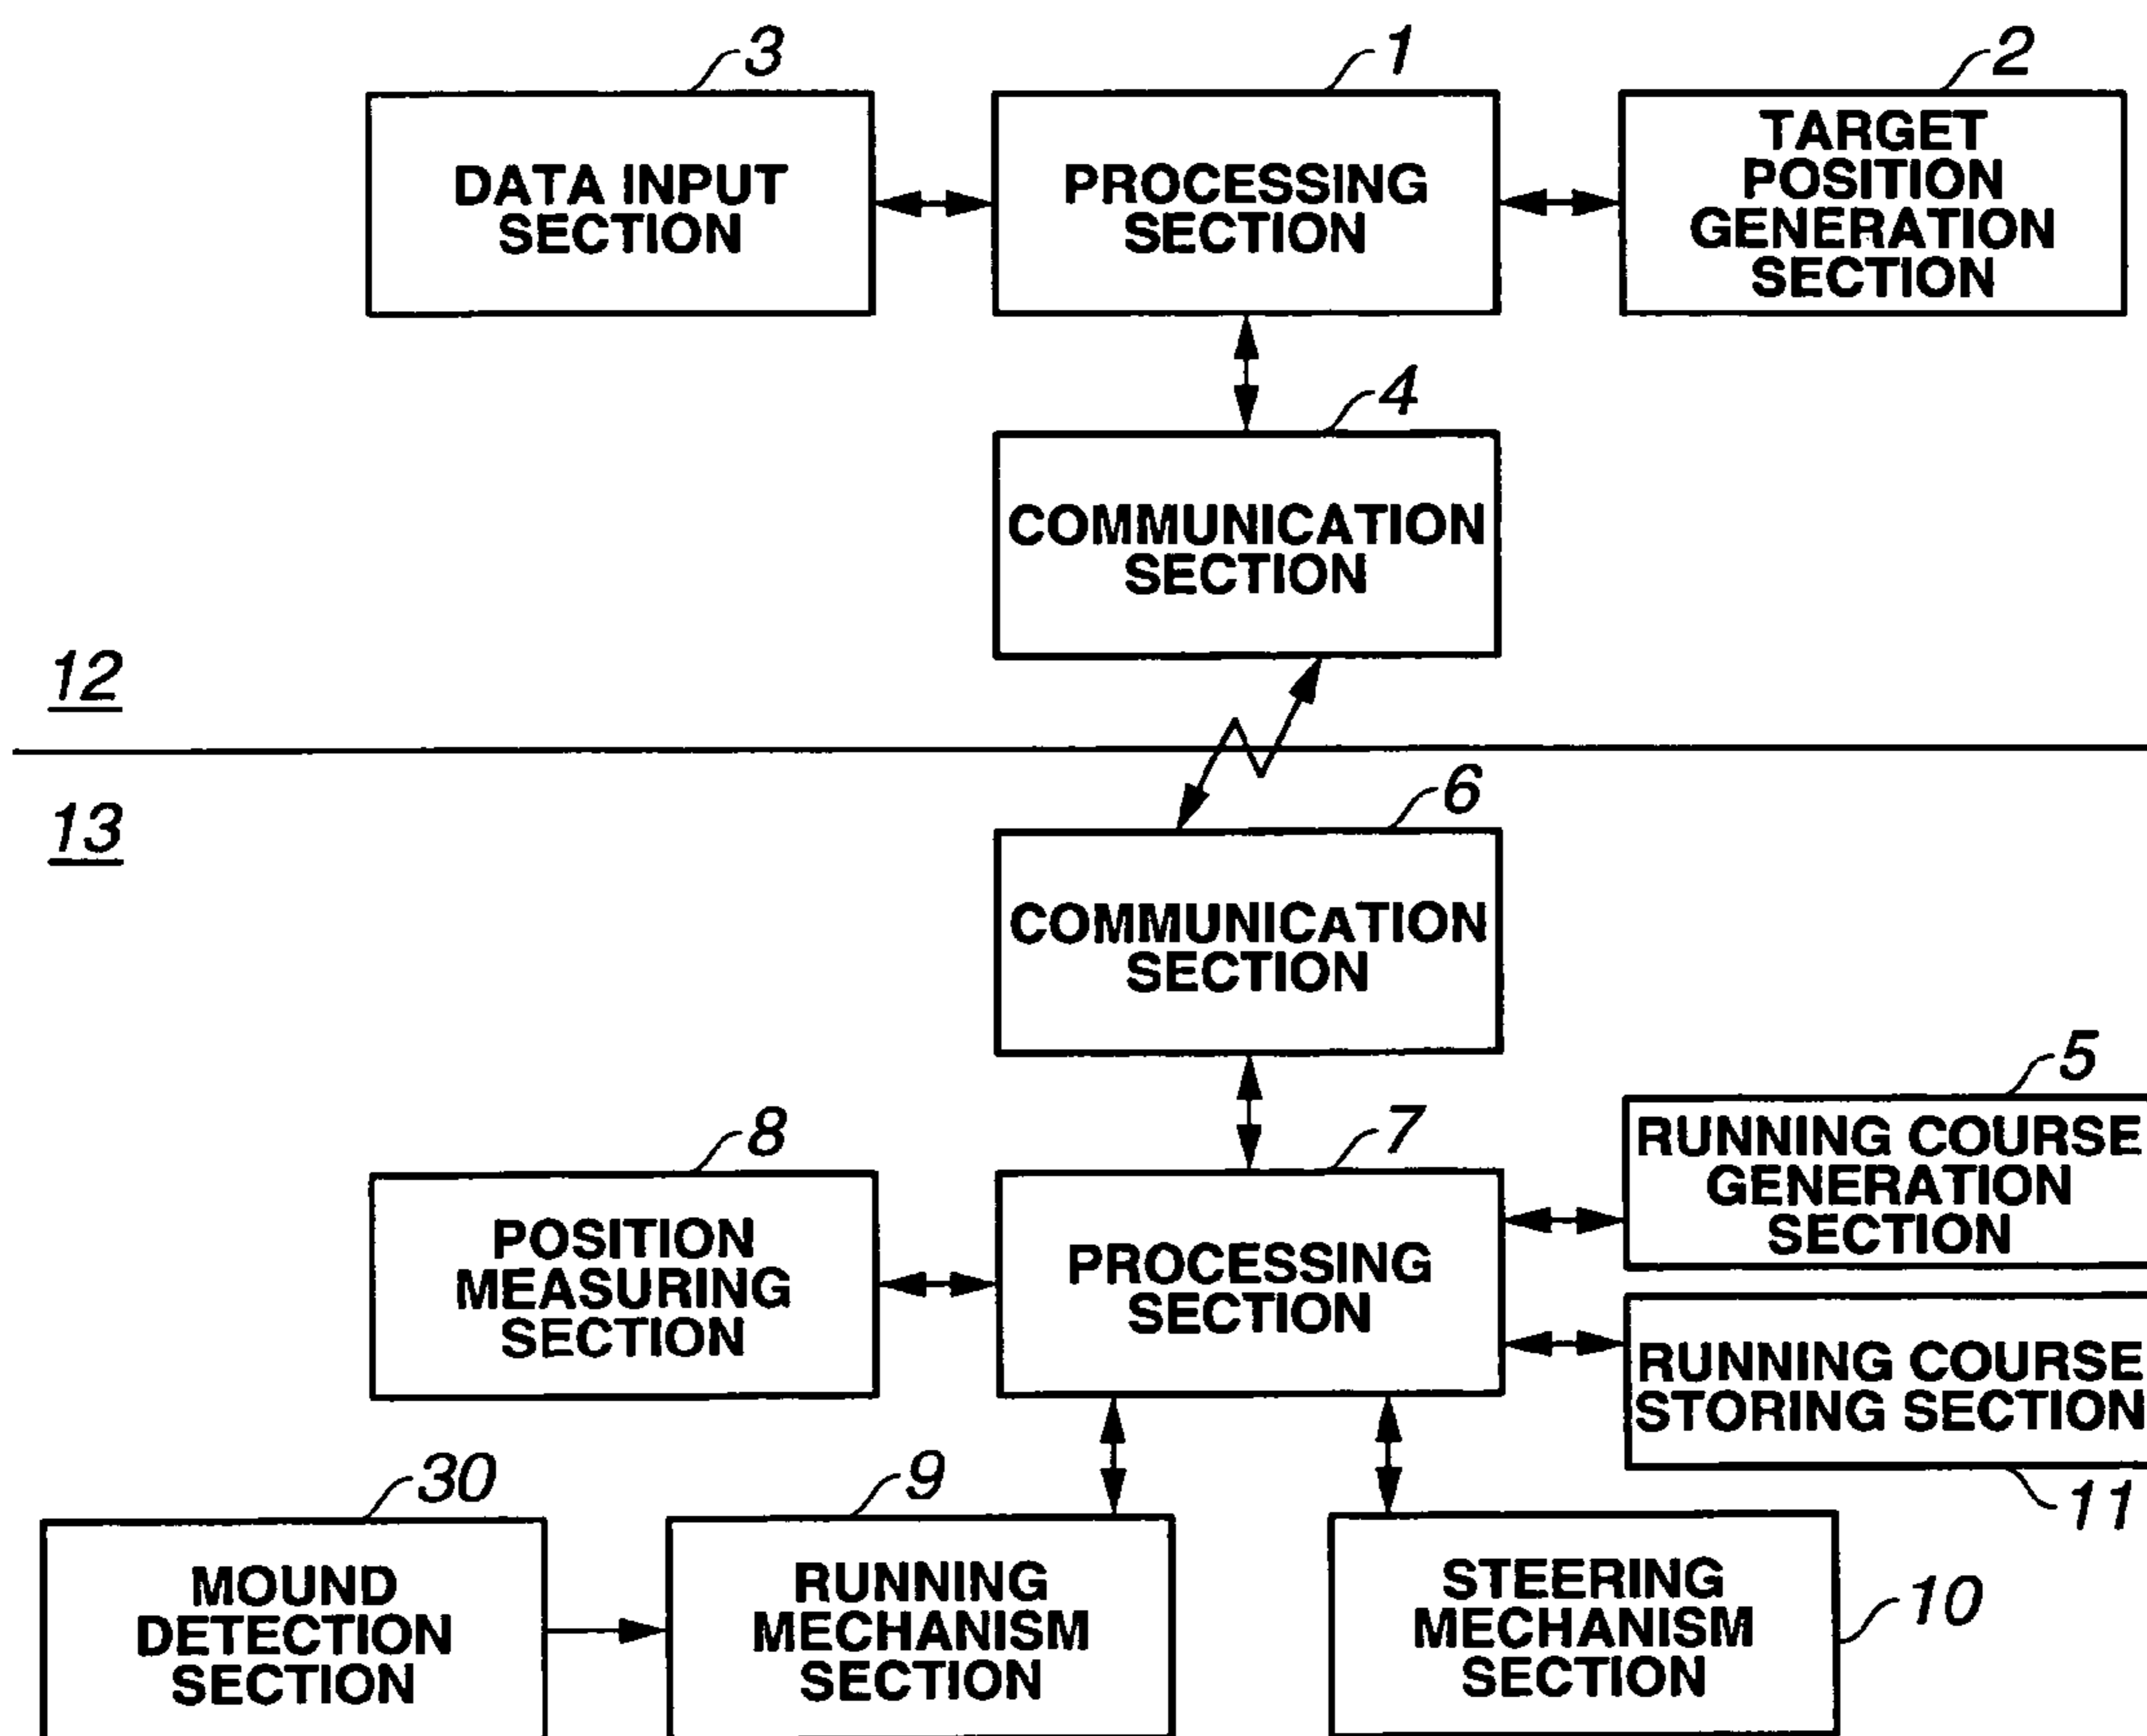 3
1
2
DATA INPUT
SECTION
PROCESSING
SECTION
TARGET
POSITION
GENERATION
SECTION
4
COMMUNICATION
SECTION
12
13
6
COMMUNICATION
SECTION
5
RUNNING COURSE
GENERATION
SECTION
8
7
POSITION
MEASURING
SECTION
PROCESSING
SECTION
RUNNING COURSE
STORING SECTION
11
30
9
MOUND
DETECTION
SECTION
RUNNING
MECHANISM
SECTION
STEERING
MECHANISM
SECTION
10